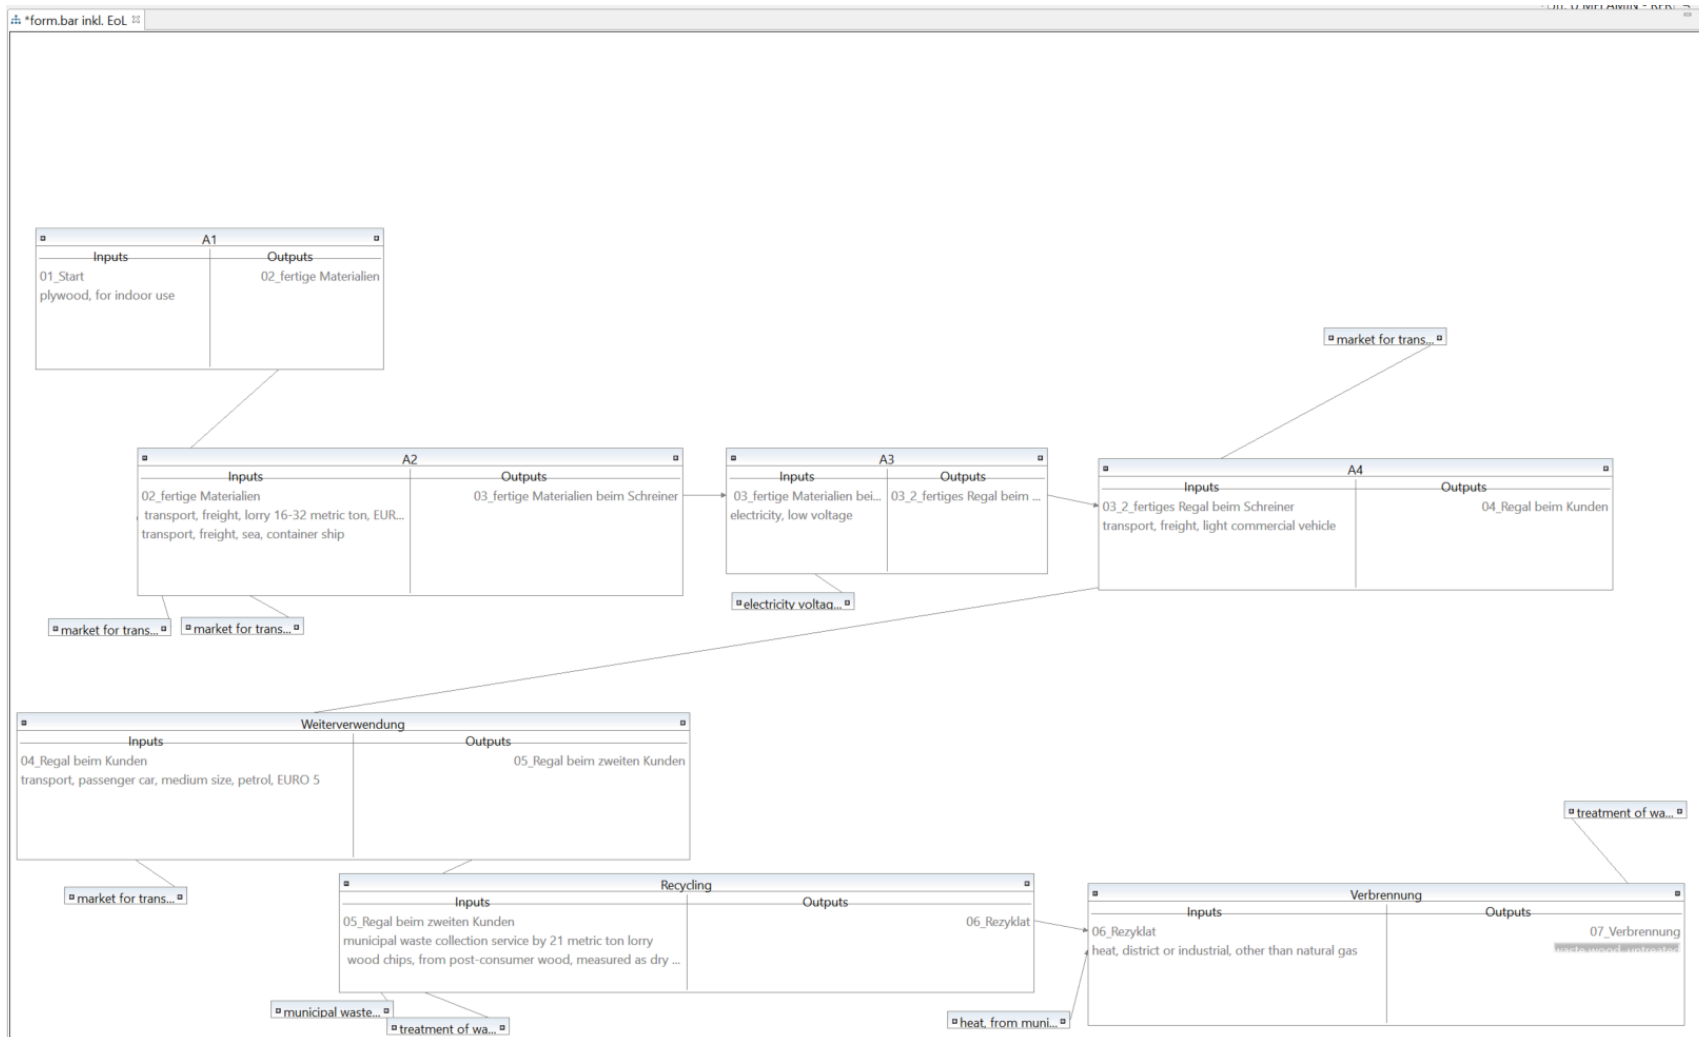 *form.bar inkl. EoL
A1
Inputs
Outputs
01_Start
02_fertige Materialien
plywood, for indoor use
market for trans...
A2
Inputs
Outputs
02_fertige Materialien
03_fertige Materialien beim Schreiner
transport, freight, lorry 16-32 metric ton, EUR...
transport, freight, sea, container ship
A3
Inputs
Outputs
03_fertige Materialien bei...
03_2_fertiges Regal beim ...
electricity, low voltage
A4
Inputs
Outputs
03_2_fertiges Regal beim Schreiner
04_Regal beim Kunden
transport, freight, light commercial vehicle
electricity voltag...
market for trans...
market for trans...
Weiterverwendung
Inputs
Outputs
04_Regal beim Kunden
05_Regal beim zweiten Kunden
transport, passenger car, medium size, petrol, EURO 5
treatment of wa...
market for trans...
Recycling
Inputs
Outputs
05_Regal beim zweiten Kunden
06_Rezyklat
municipal waste collection service by 21 metric ton lorry
wood chips, from post-consumer wood, measured as dry ...
Verbrennung
Inputs
Outputs
06_Rezyklat
07_Verbrennung
heat, district or industrial, other than natural gas
waste wood, untreated
municipal waste...
treatment of wa...
heat, from muni...